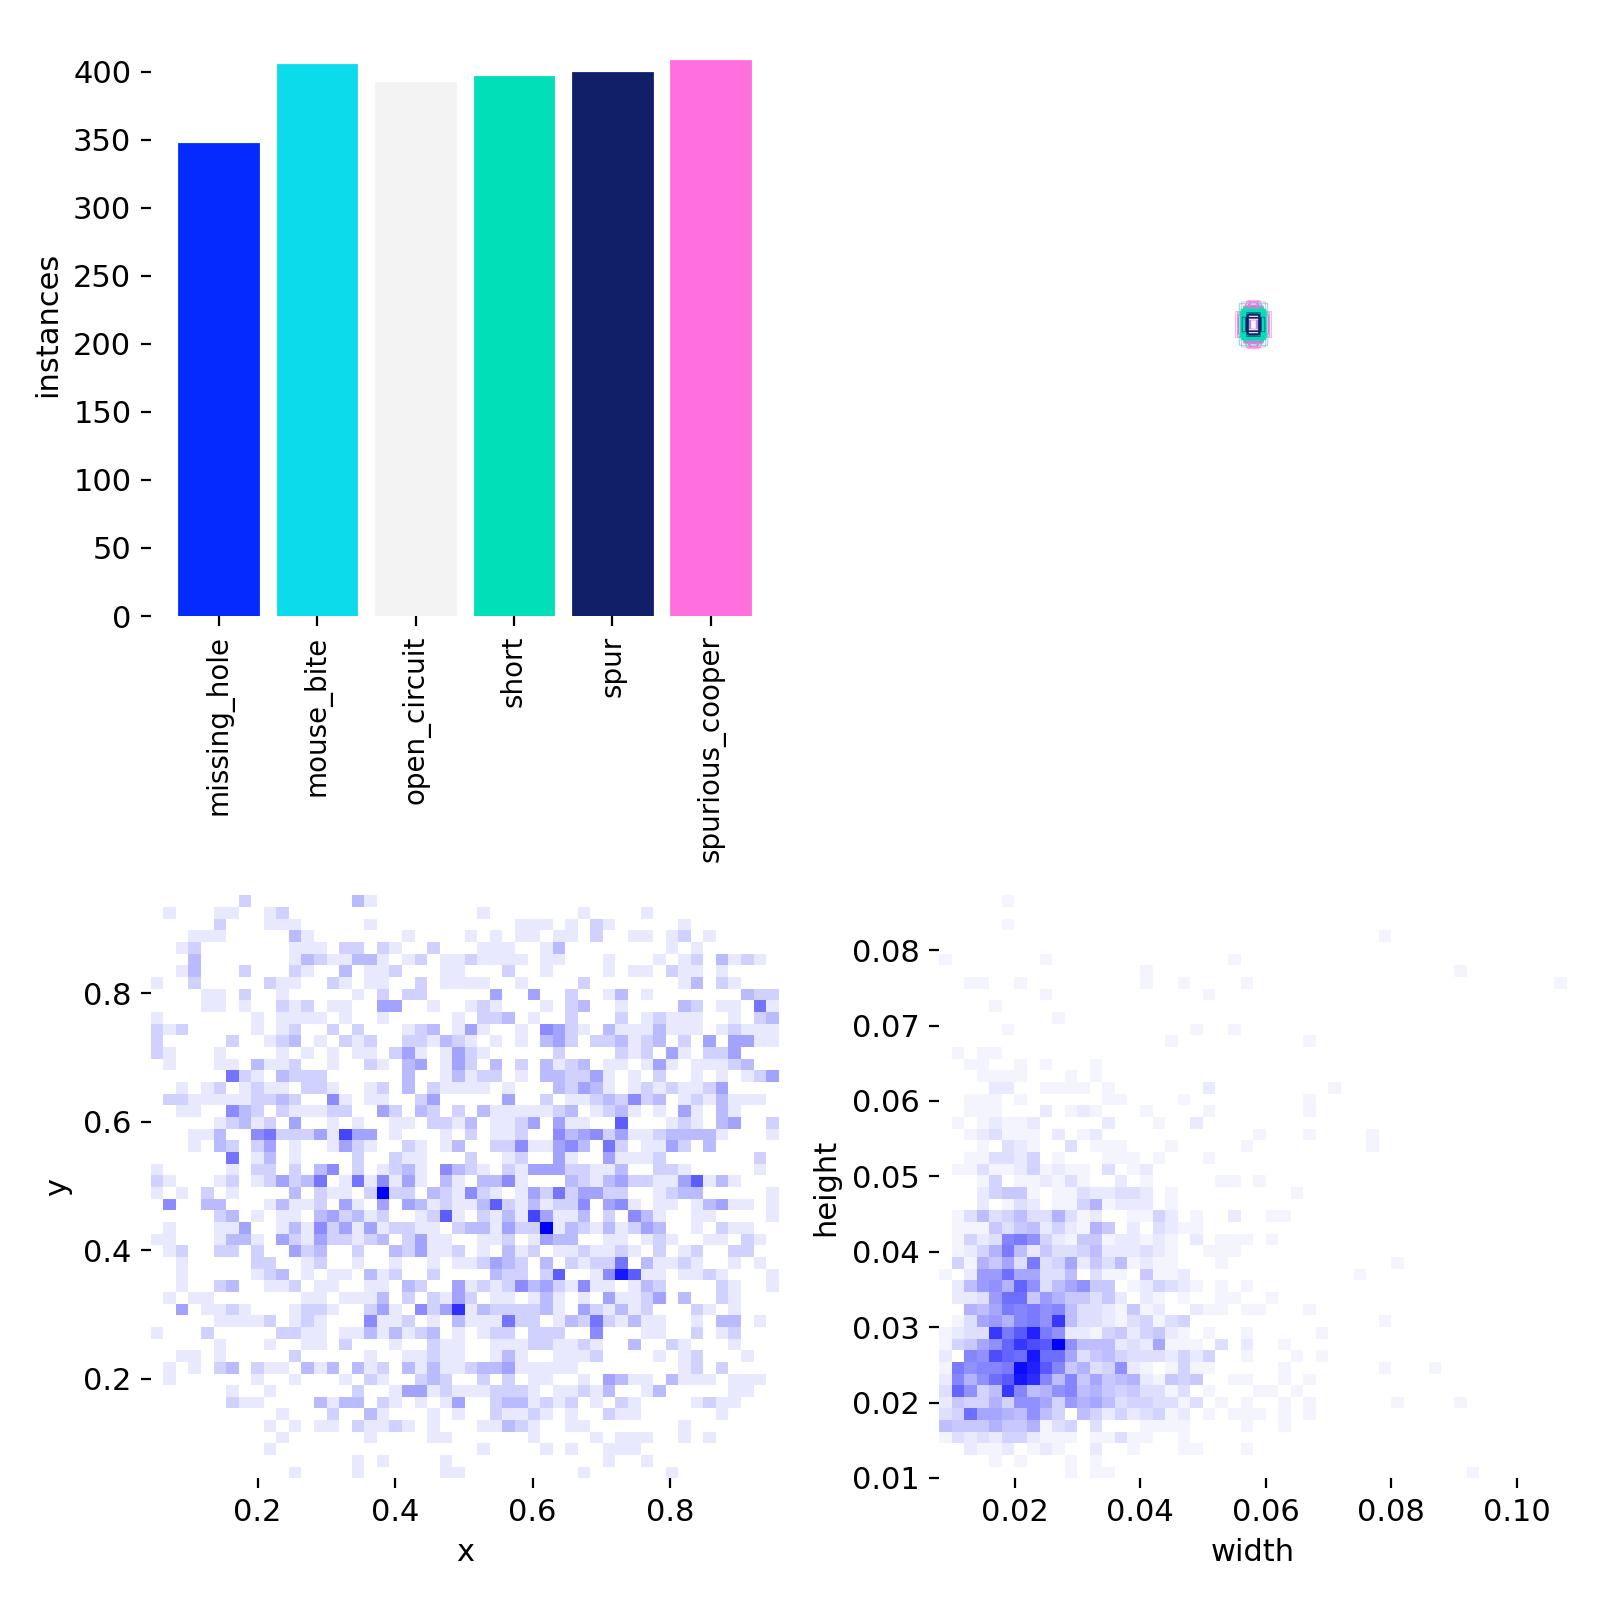 400
350
300
250
200
150
100
50
0
instances
missing_hole
mouse_bite
open_circuit
short
spur
spurious_cooper
0.8
0.6
0.4
0.2
y
0.2 0.4 0.6 0.8
x
0.08
0.07
0.06
0.05
0.04
0.03
0.02
0.01
height
0.02 0.04 0.06 0.08 0.10
width